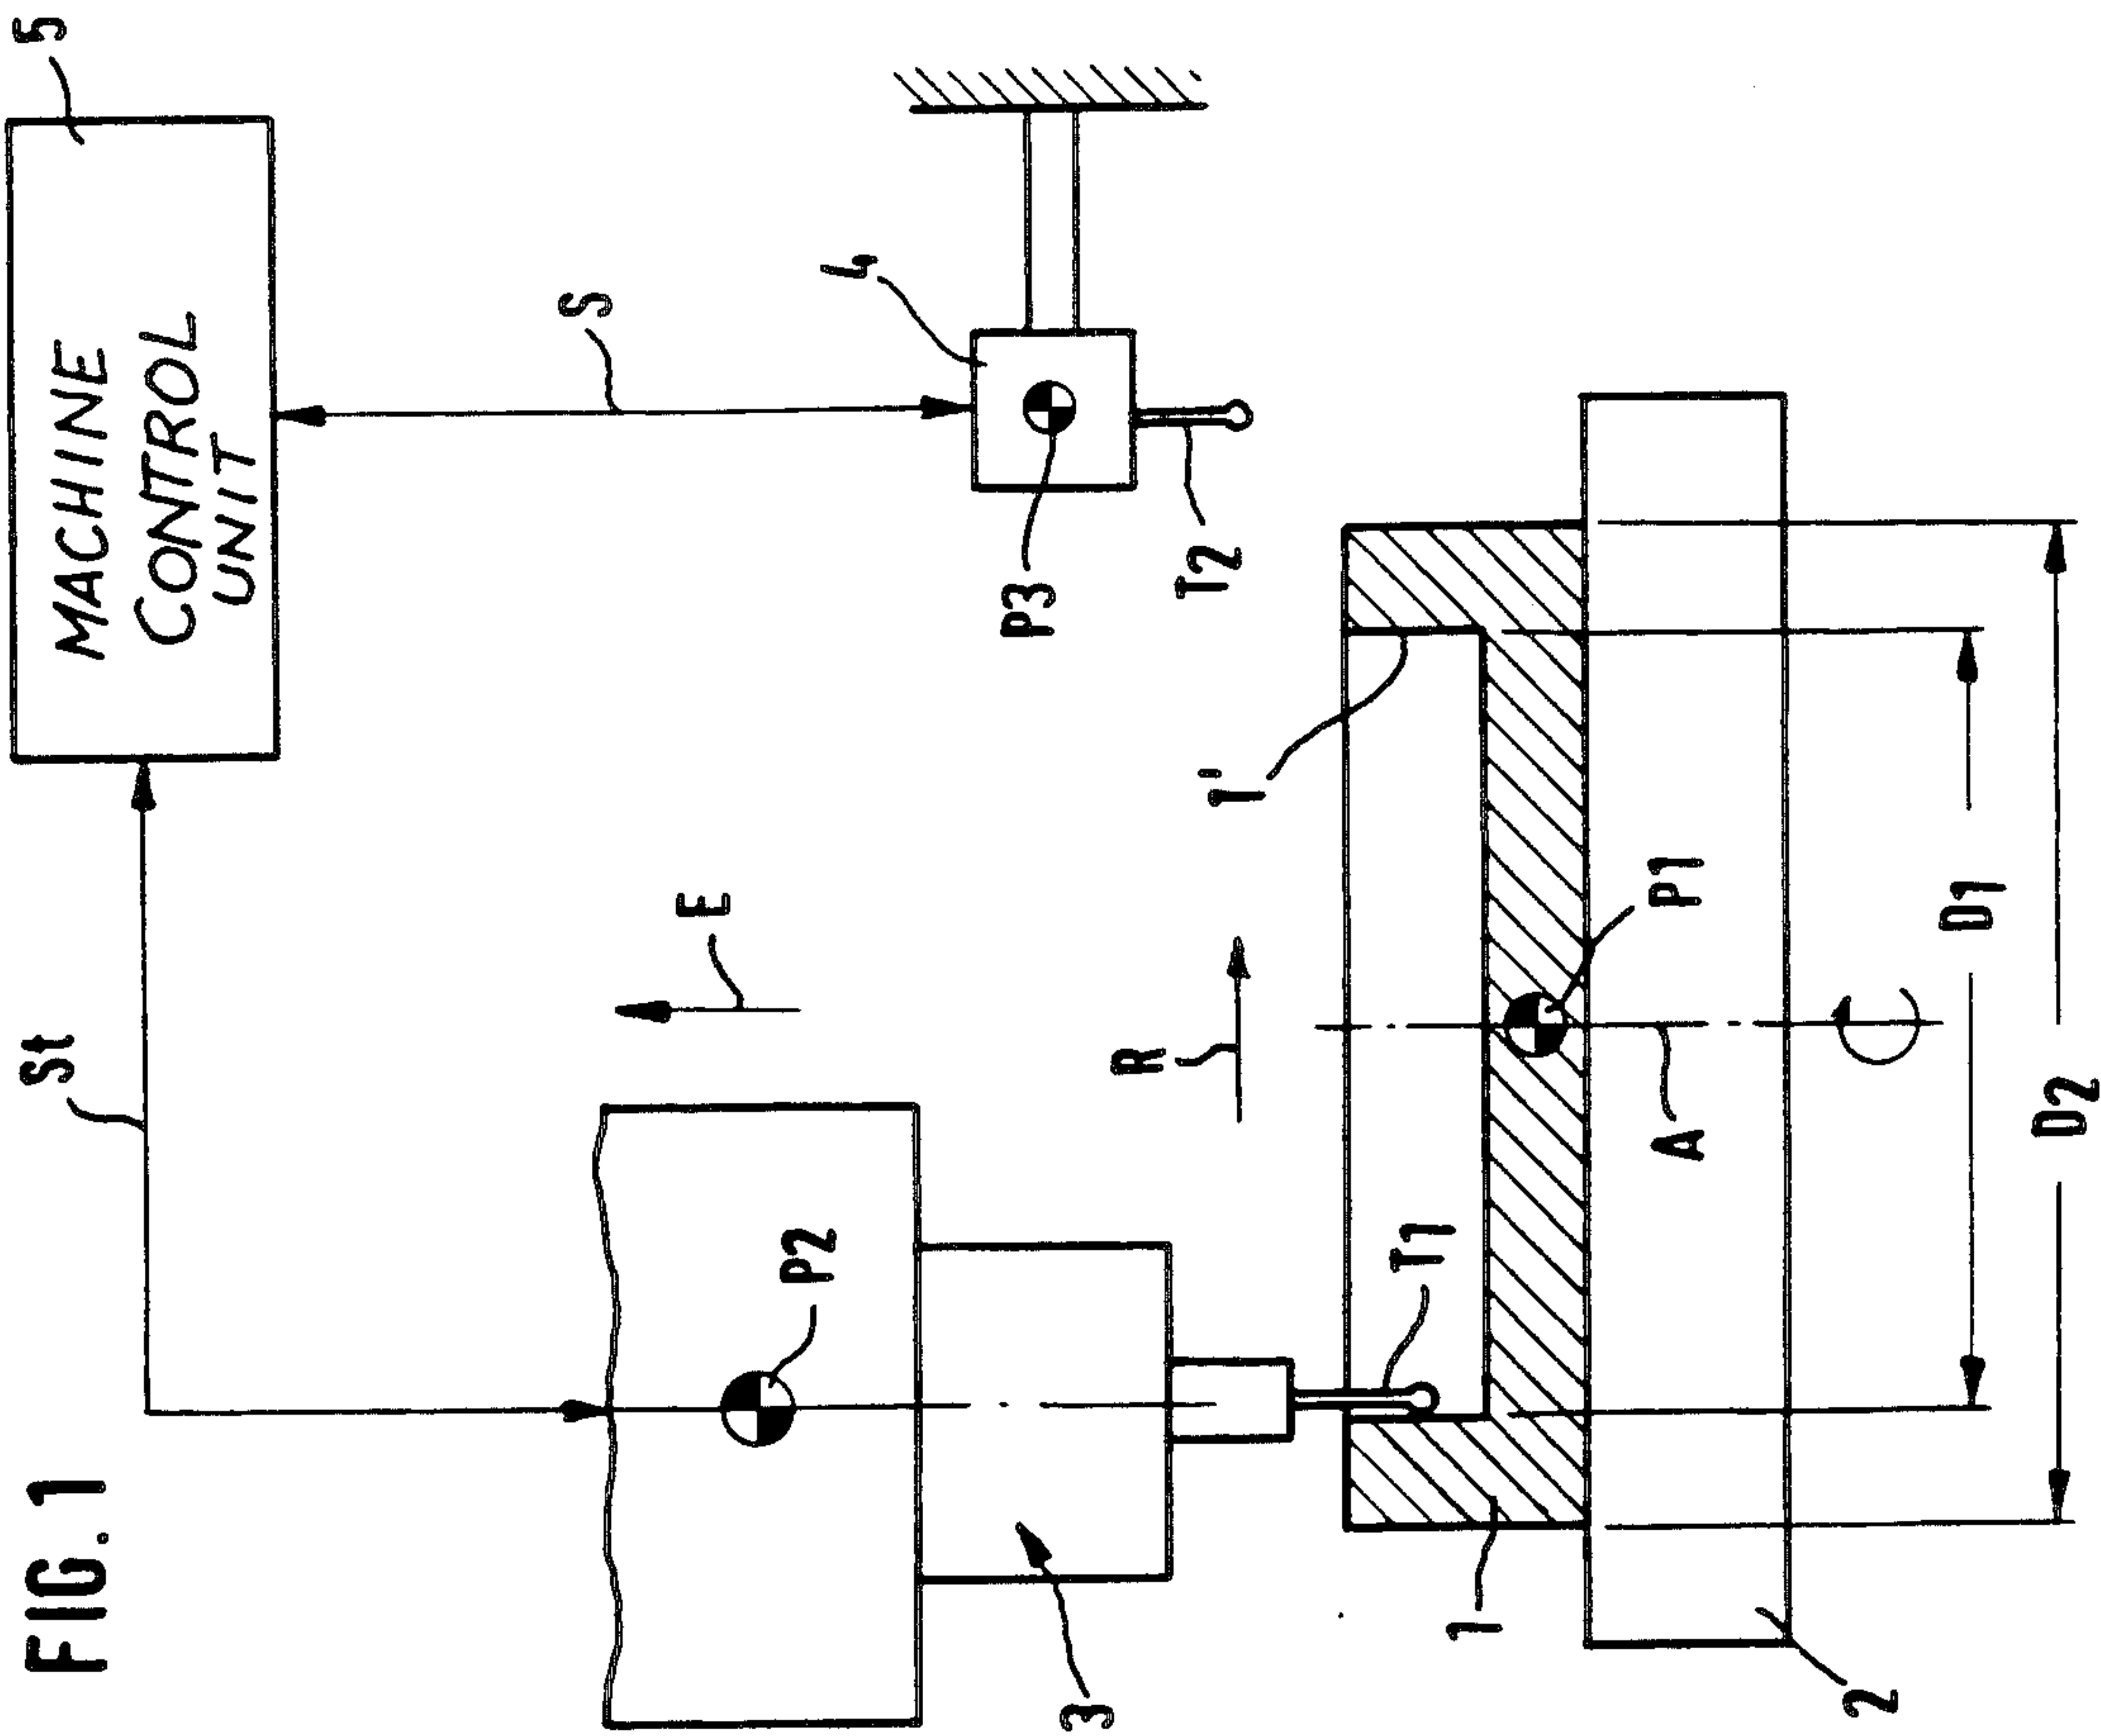 FIG. 1
St
5
MACHINE
CONTROL
UNIT
S
E
P2
4
P3
R
T2
3
1'
T1
1
P1
A
2
D1
D2